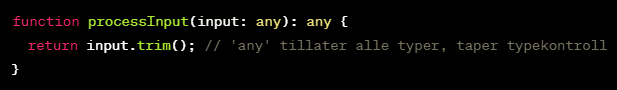 function processInput(input: any): any {
  return input.trim(); // 'any' tillater alle typer, taper typekontroll
}